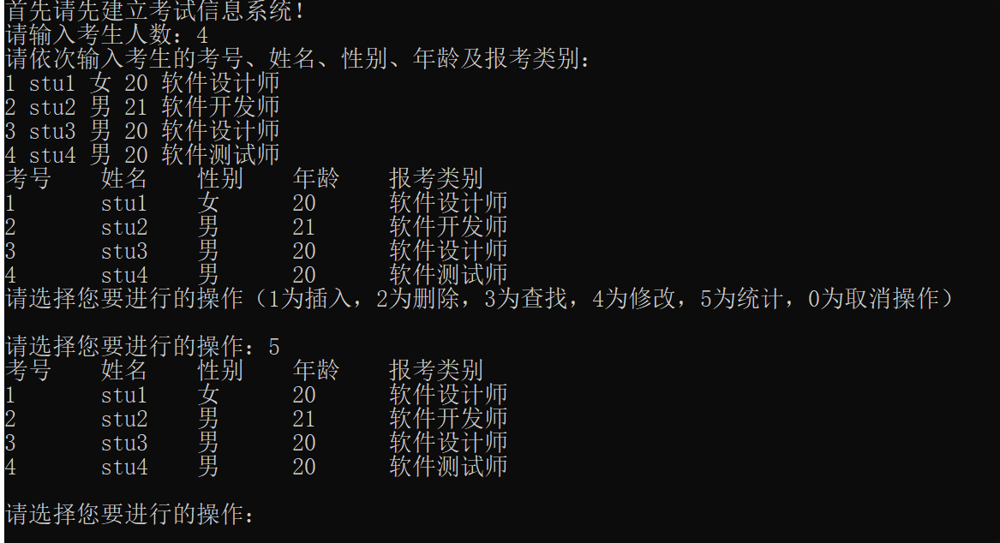 首先请先建立考试信息系统！
请输入考生人数：4
请依次输入考生的考号、姓名、性别、年龄及报考类别：
1 stu1 女 20 软件设计师
2 stu2 男 21 软件开发师
3 stu3 男 20 软件设计师
4 stu4 男 20 软件测试师
考号 姓名 性别 年龄 报考类别
1 stu1 女 20 软件设计师
2 stu2 男 21 软件开发师
3 stu3 男 20 软件设计师
4 stu4 男 20 软件测试师
请选择您要进行的操作（1为插入，2为删除，3为查找，4为修改，5为统计，0为取消操作）
请选择您要进行的操作：5
考号 姓名 性别 年龄 报考类别
1 stu1 女 20 软件设计师
2 stu2 男 21 软件开发师
3 stu3 男 20 软件设计师
4 stu4 男 20 软件测试师
请选择您要进行的操作：